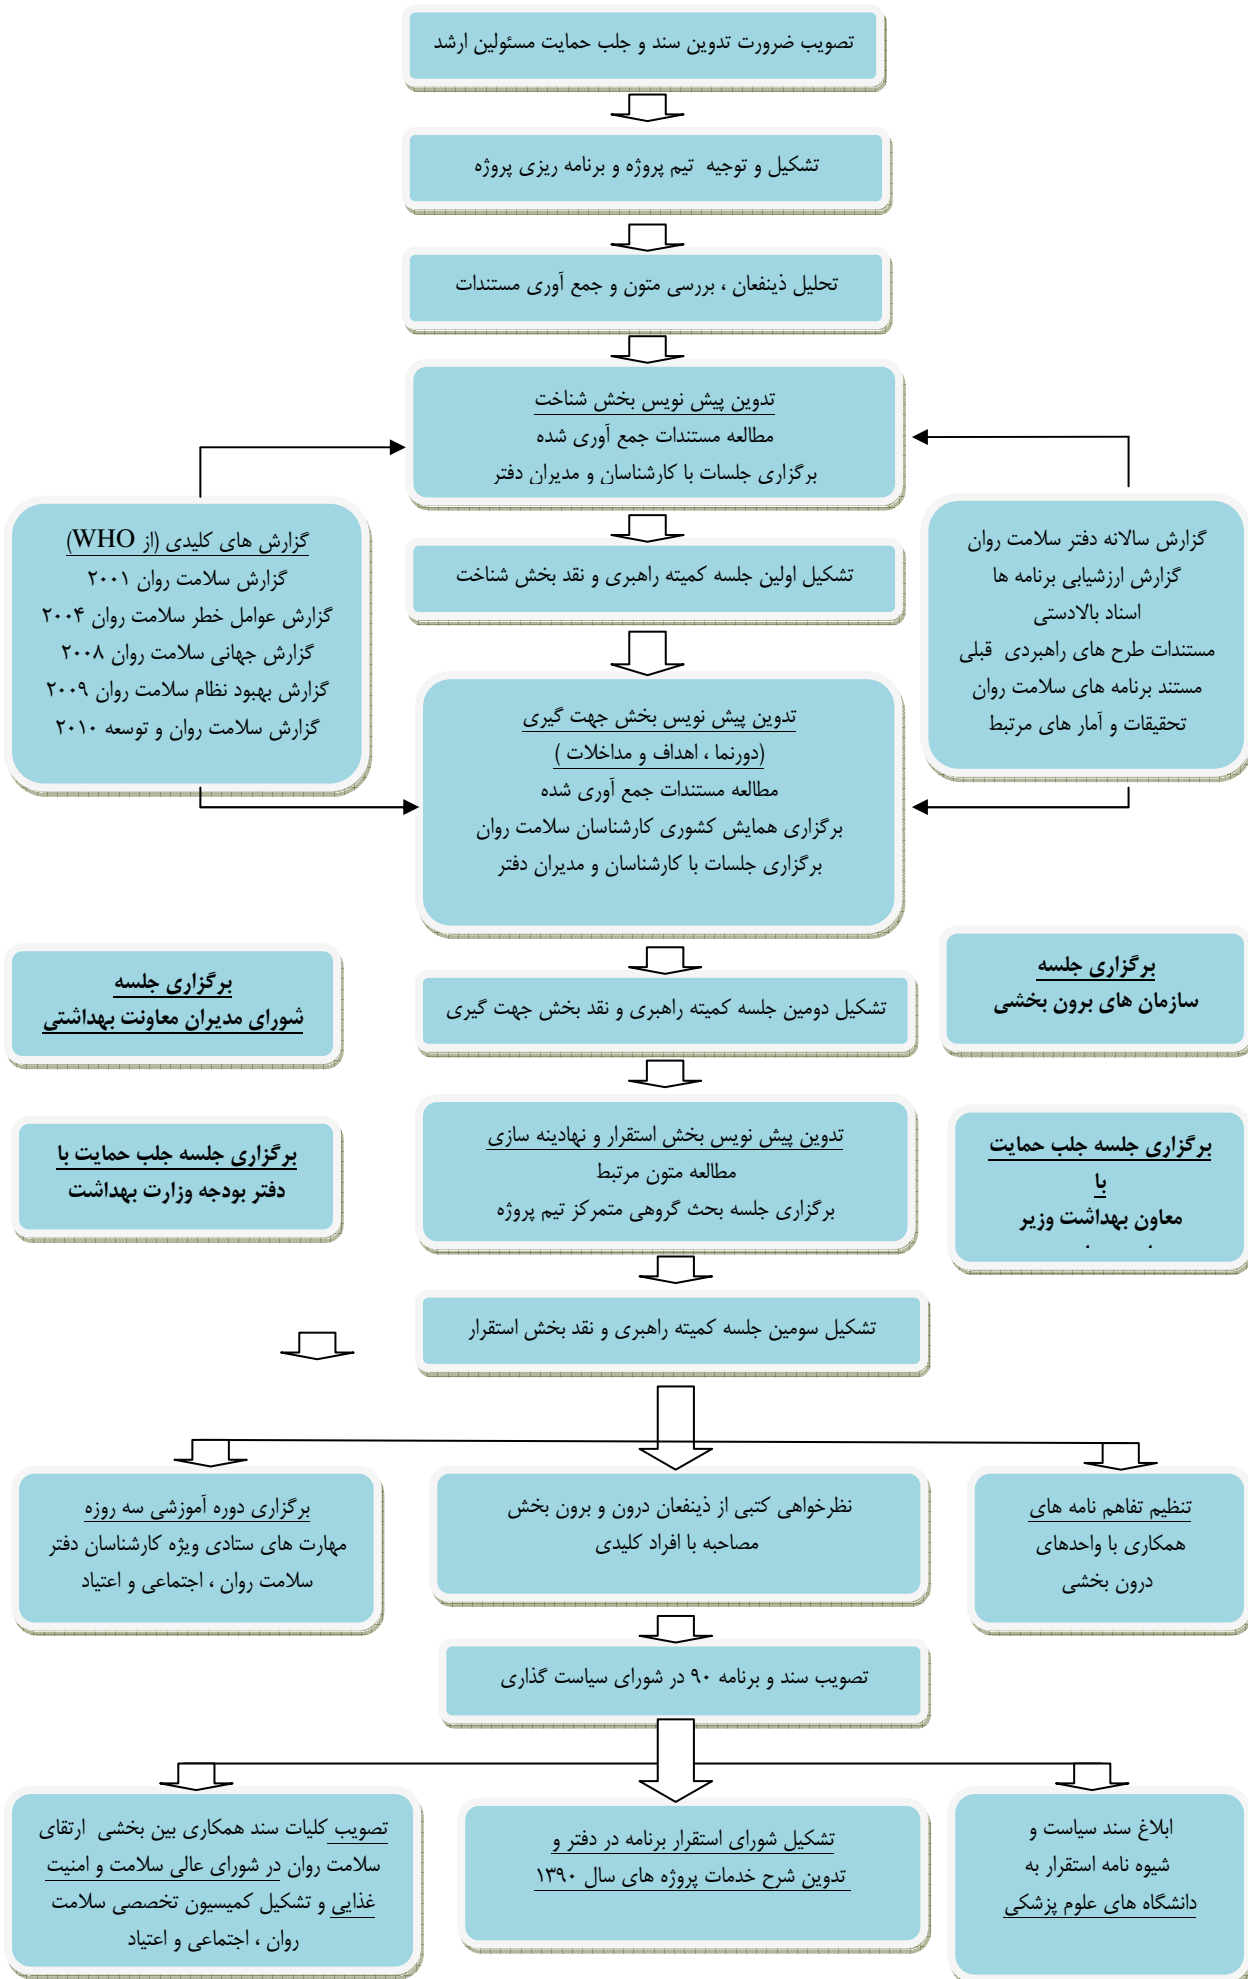 تصویب ضرورت تدوین سند و جلب حمایت مسئولین ارشد
تشکیل و توجیه تیم پروژه و برنامه ریزی پروژه
تحلیل ذینفعان ، بررسی متون و جمع آوری مستندات
تدوین پیش نویس بخش شناخت
مطالعه مستندات جمع آوری شده
برگزاری جلسات با کارشناسان و مدیران دفتر
گزارش سالانه دفتر سلامت روان
گزارش ارزشیابی برنامه ها
اسناد بالادستی
مستندات طرح های راهبردی قبلی
مستند برنامه های سلامت روان
تحقیقات و آمار های مرتبط
گزارش های کلیدی (از WHO)
گزارش سلامت روان ۲۰۰۱
گزارش عوامل خطر سلامت روان ۲۰۰۴
گزارش جهانی سلامت روان ۲۰۰۸
گزارش بهبود نظام سلامت روان ۲۰۰۹
گزارش سلامت روان و توسعه ۲۰۱۰
تشکیل اولین جلسه کمیته راهبری و نقد بخش شناخت
تدوین پیش نویس بخش جهت گیری
(دورنما ، اهداف و مداخلات )
مطالعه مستندات جمع آوری شده
برگزاری همایش کشوری کارشناسان سلامت روان
برگزاری جلسات با کارشناسان و مدیران دفتر
برگزاری جلسه
سازمان های برون بخشی
تشکیل دومین جلسه کمیته راهبری و نقد بخش جهت گیری
برگزاری جلسه
شورای مدیران معاونت بهداشتی
برگزاری جلسه جلب حمایت
با
معاون بهداشت وزیر
تدوین پیش نویس بخش استقرار و نهادینه سازی
مطالعه متون مرتبط
برگزاری جلسه بحث گروهی متمرکز تیم پروژه
برگزاری جلسه جلب حمایت با
دفتر بودجه وزارت بهداشت
تشکیل سومین جلسه کمیته راهبری و نقد بخش استقرار
تنظیم تفاهم نامه های
همکاری با واحدهای
درون بخشی
نظرخواهی کتبی از ذینفعان درون و برون بخش
مصاحبه با افراد کلیدی
برگزاری دوره آموزشی سه روزه
مهارت های ستادی ویژه کارشناسان دفتر
سلامت روان ، اجتماعی و اعتیاد
تصویب سند و برنامه ۹۰ در شورای سیاست گذاری
ابلاغ سند سیاست و
شیوه نامه استقرار به
دانشگاه های علوم پزشکی
تشکیل شورای استقرار برنامه در دفتر و
تدوین شرح خدمات پروژه های سال ۱۳۹۰
تصویب کلیات سند همکاری بین بخشی ارتقای
سلامت روان در شورای عالی سلامت و امنیت
غذایی و تشکیل کمیسیون تخصصی سلامت
روان ، اجتماعی و اعتیاد